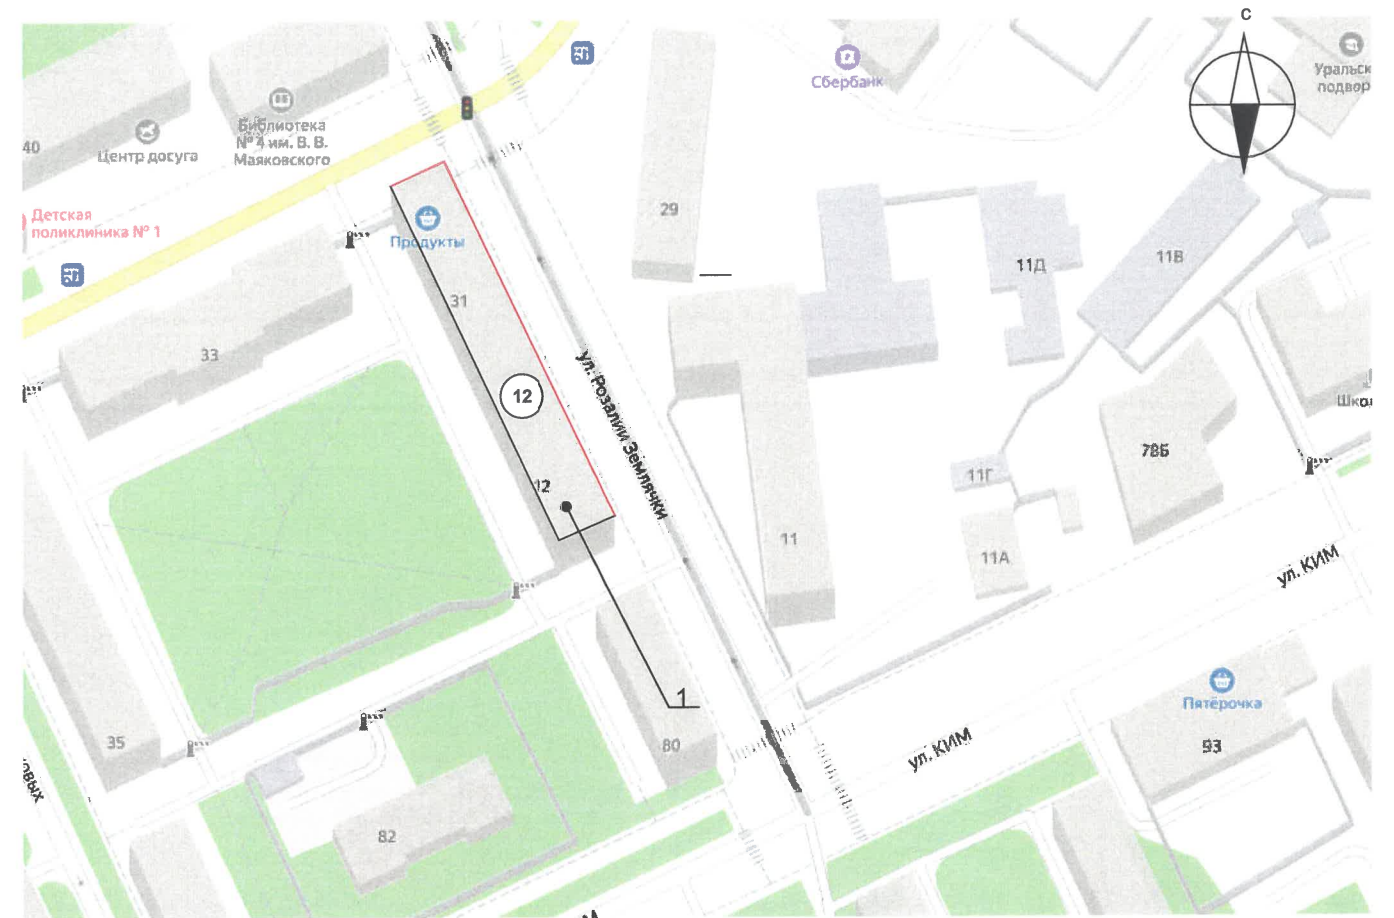 С
Сбербанк
Уральск
подвор
Библиотека
№ 4 им. В. В.
Маяковского
Центр досуга
40
Детская
поликлиника № 1
Продукты
29
31
33
11Д
11В
12
ул. Розалии Землячки
12
78Б
11Г
11А
11
ул. КИМ
Шко
1
35
80
82
Пятёрочка
93
ул. КИМ
овых